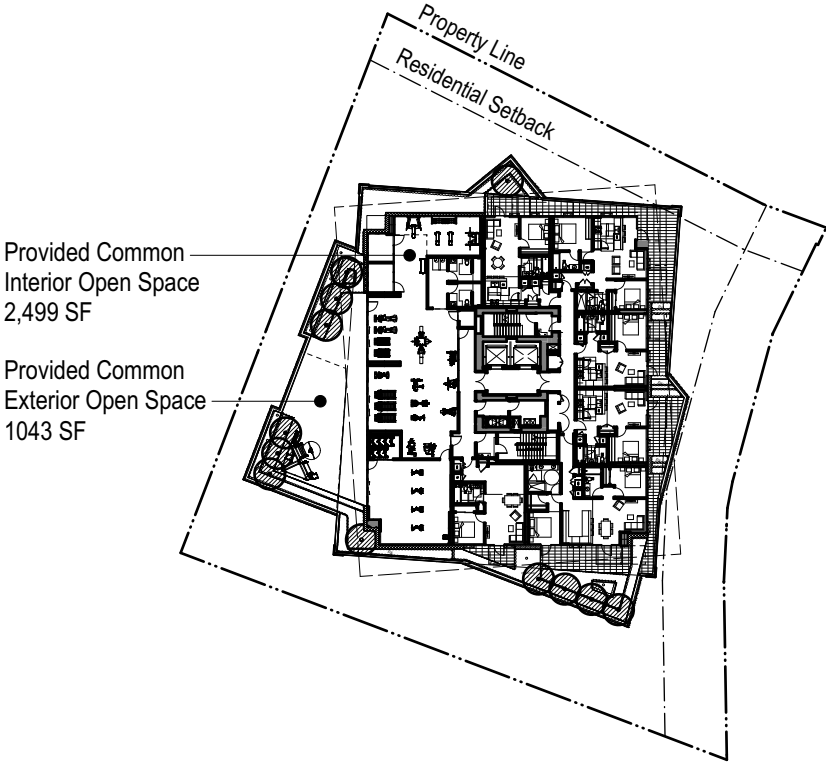 Property Line
Residential Setback
Provided Common
Interior Open Space
2,499 SF
Provided Common
Exterior Open Space
1043 SF